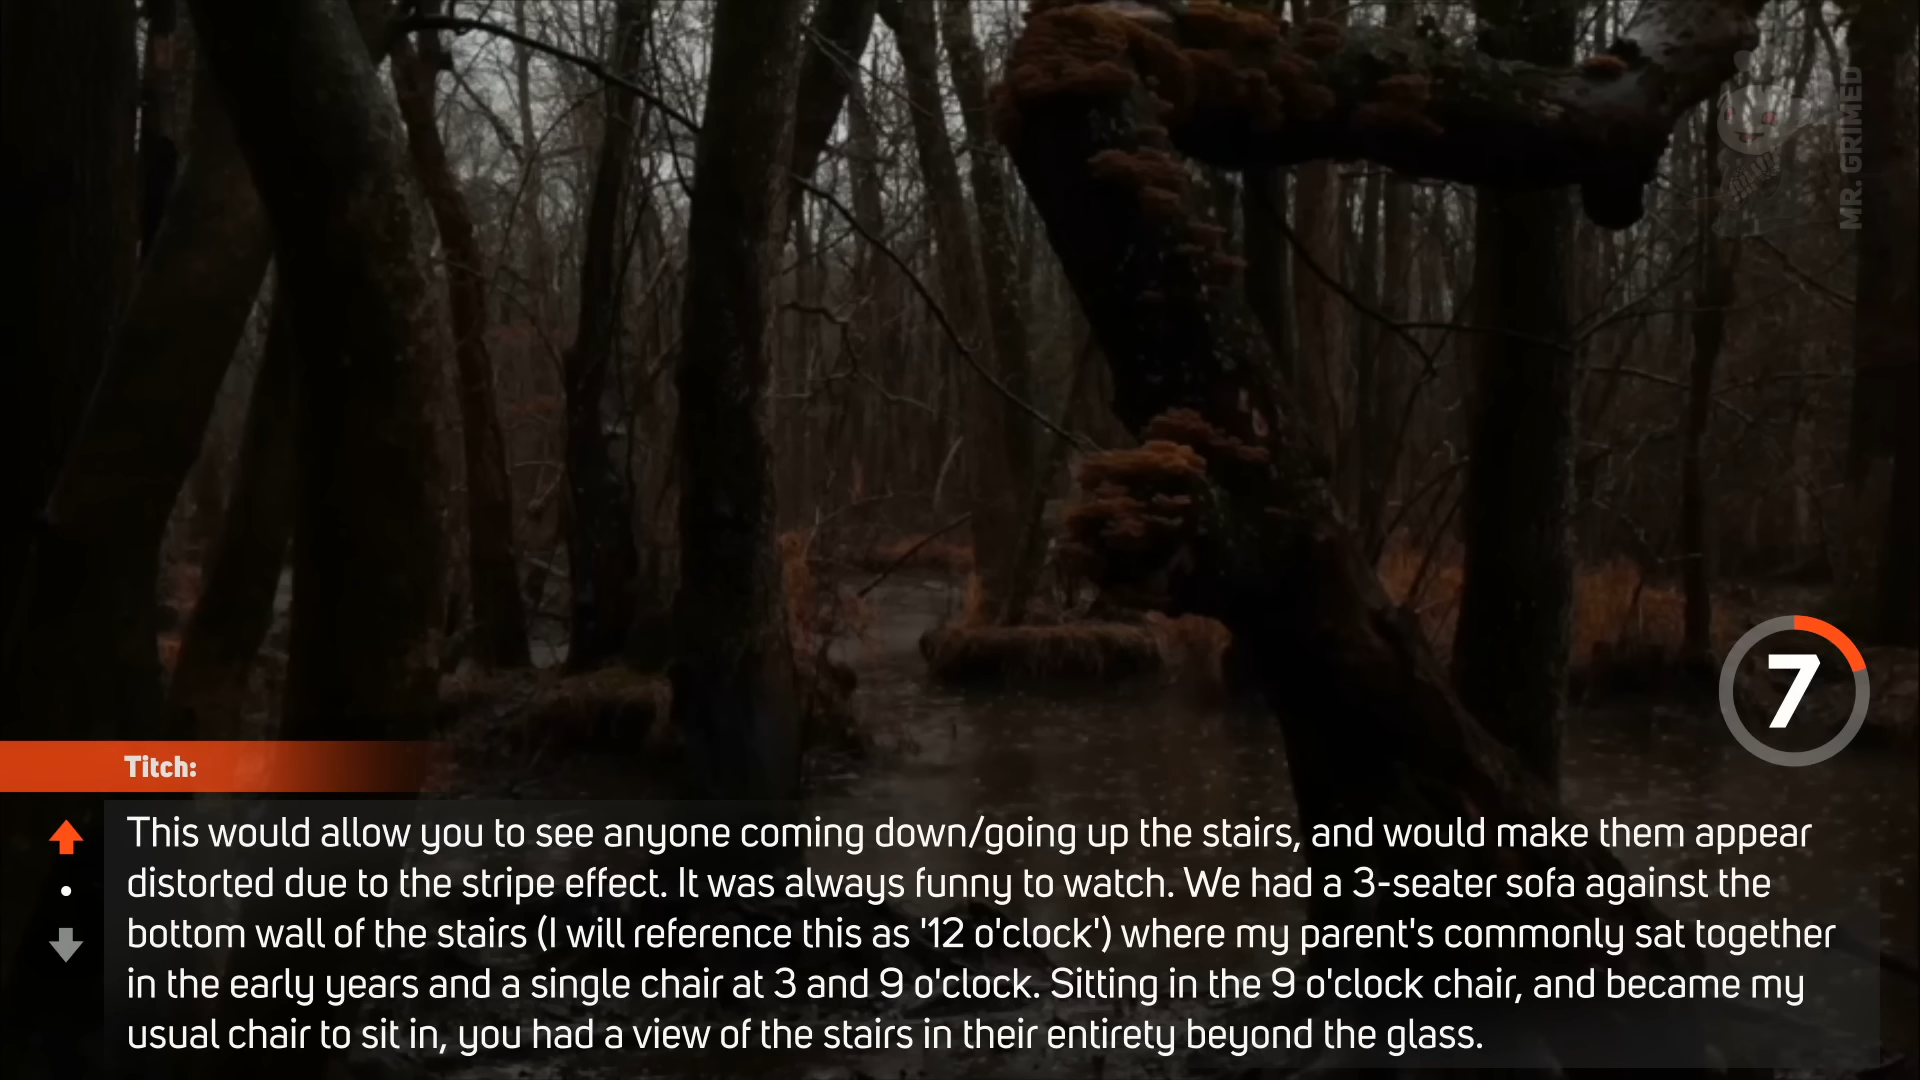 MR. GRIMED
7
Titch:
This would allow you to see anyone coming down/going up the stairs, and would make them appear
distorted due to the stripe effect. It was always funny to watch. We had a 3-seater sofa against the
bottom wall of the stairs (I will reference this as '12 o'clock') where my parent's commonly sat together
in the early years and a single chair at 3 and 9 o'clock. Sitting in the 9 o'clock chair, and became my
usual chair to sit in, you had a view of the stairs in their entirety beyond the glass.